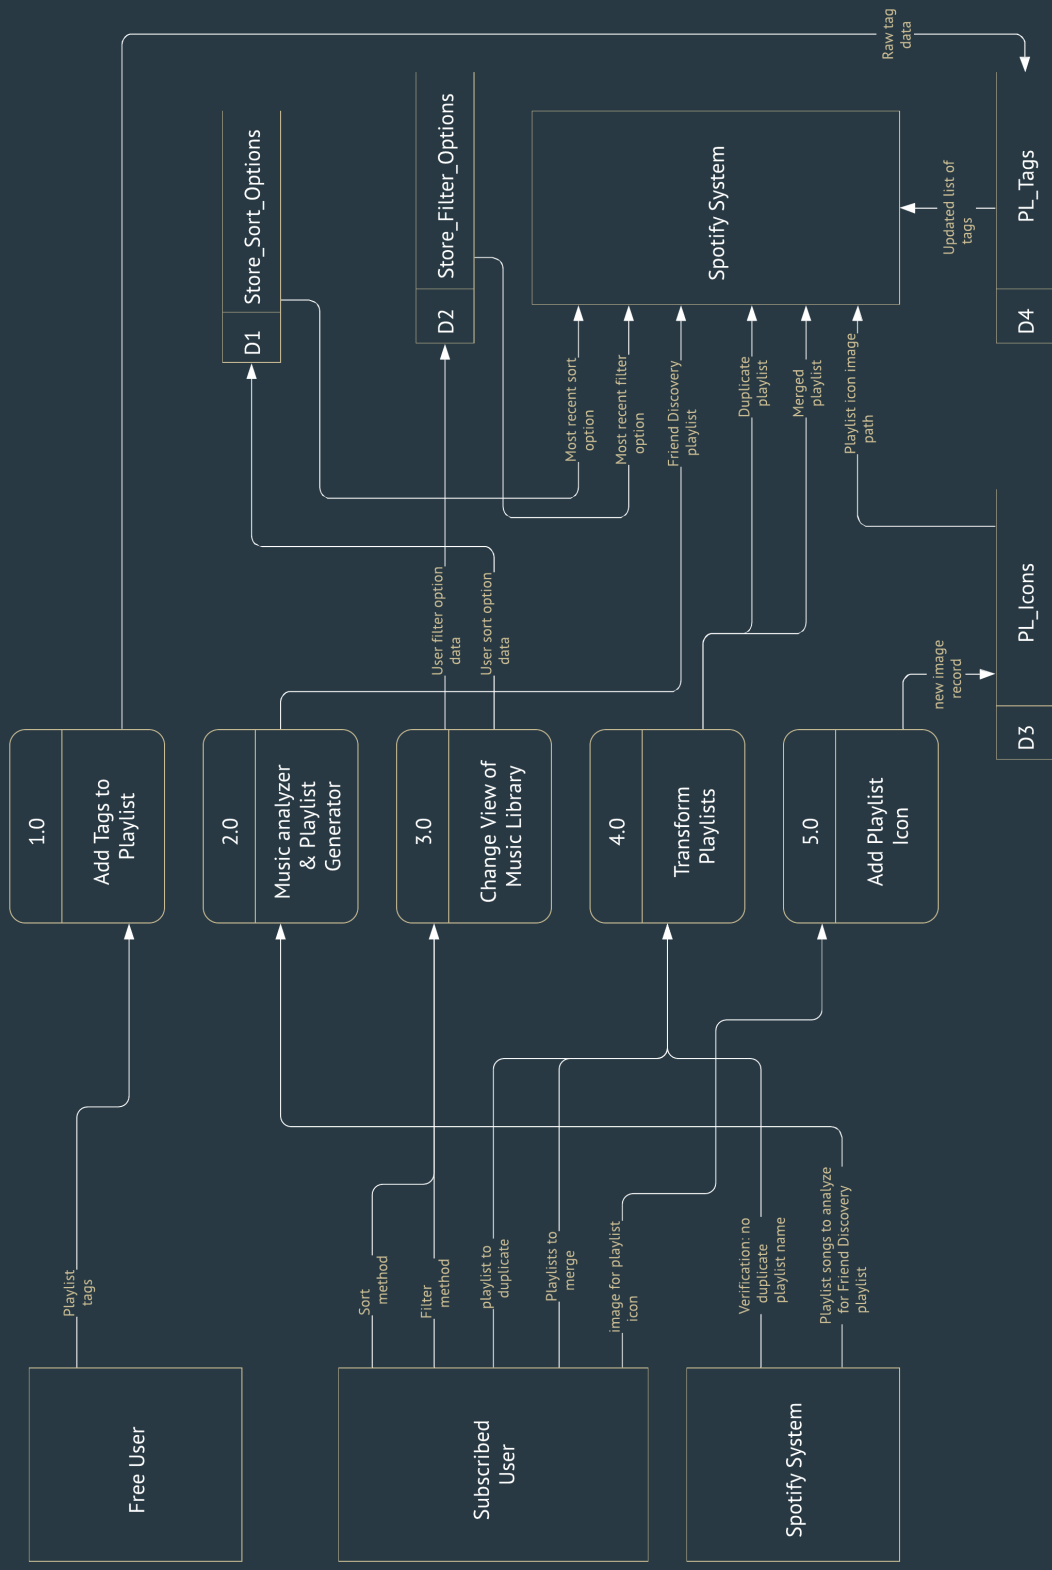 Free User
Subscribed
User
Spotify System
Playlist
tags
Sort
method
Filter
method
playlist to
duplicate
Playlists to
merge
image for playlist
icon
Verification: no
duplicate
playlist name
Playlist songs to analyze
for Friend Discovery
playlist
1.0
Add Tags to
Playlist
2.0
Music analyzer
& Playlist
Generator
3.0
Change View of
Music Library
4.0
Transform
Playlists
5.0
Add Playlist
Icon
User filter option
data
User sort option
data
new image
record
D3
PL_Icons
D1
Store_Sort_Options
D2
Store_Filter_Options
Most recent sort
option
Most recent filter
option
Friend Discovery
playlist
Duplicate
playlist
Merged
playlist
Playlist icon image
path
Spotify System
Updated list of
tags
D4
PL_Tags
Raw tag
data